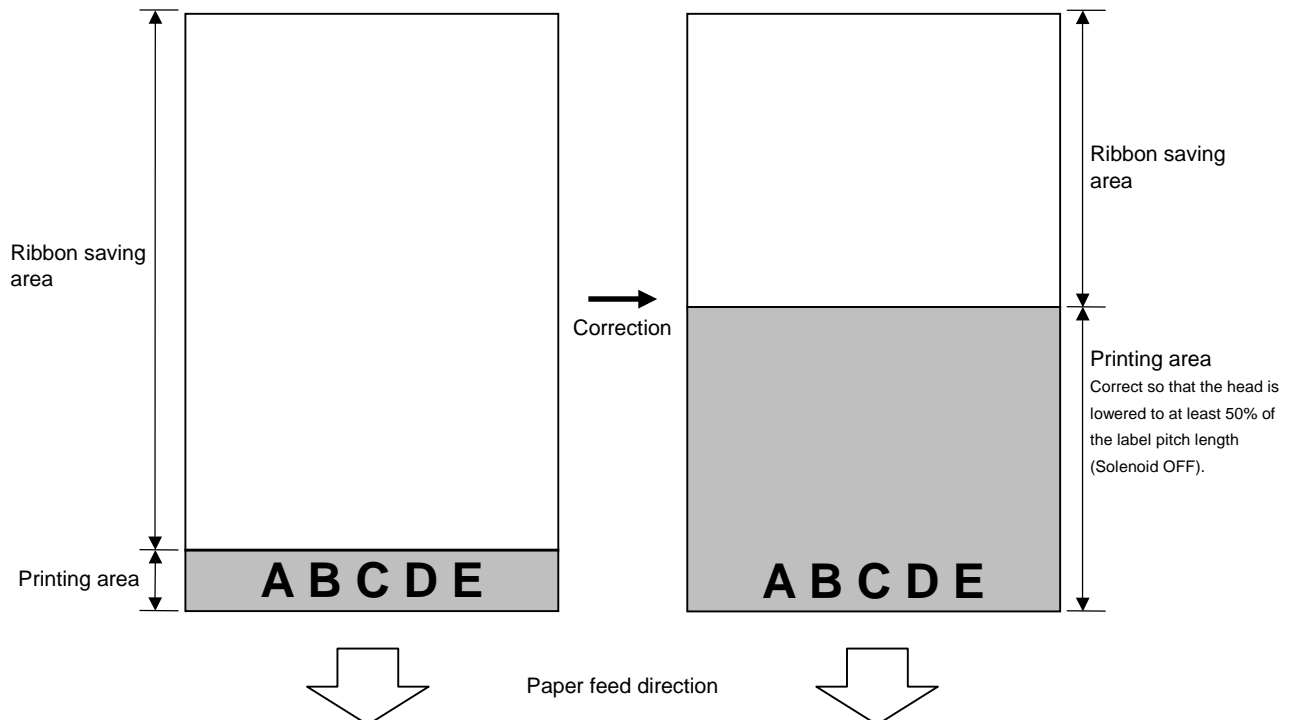 Ribbon saving
area
Printing area
A B C D E
Correction
Ribbon saving
area
Printing area
Correct so that the head is
lowered to at least 50% of
the label pitch length
(Solenoid OFF).
A B C D E
Paper feed direction